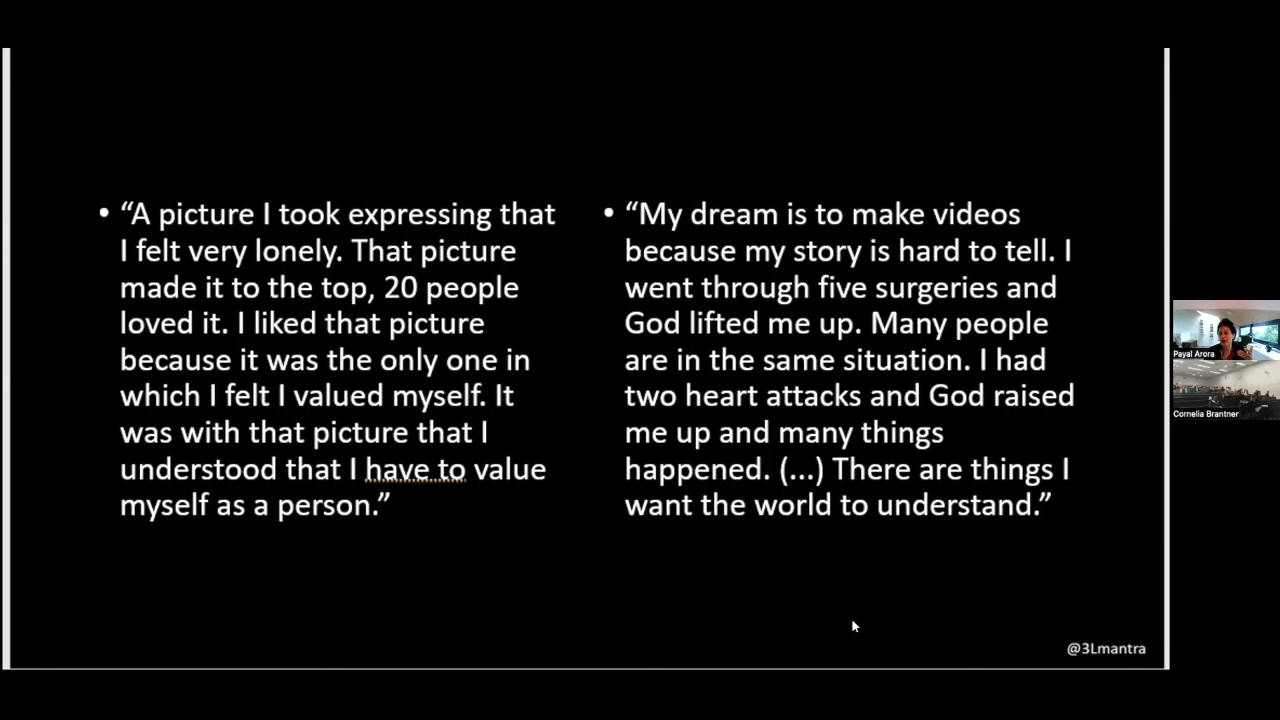 • “A picture I took expressing that
I felt very lonely. That picture
made it to the top, 20 people
loved it. I liked that picture
because it was the only one in
which I felt I valued myself. It
was with that picture that I
understood that I have to value
myself as a person.”
• “My dream is to make videos
because my story is hard to tell. I
went through five surgeries and
God lifted me up. Many people
are in the same situation. I had
two heart attacks and God raised
me up and many things
happened. (...) There are things I
want the world to understand.”
@3Lmantra
Payal Arora
Cornelia Brantner